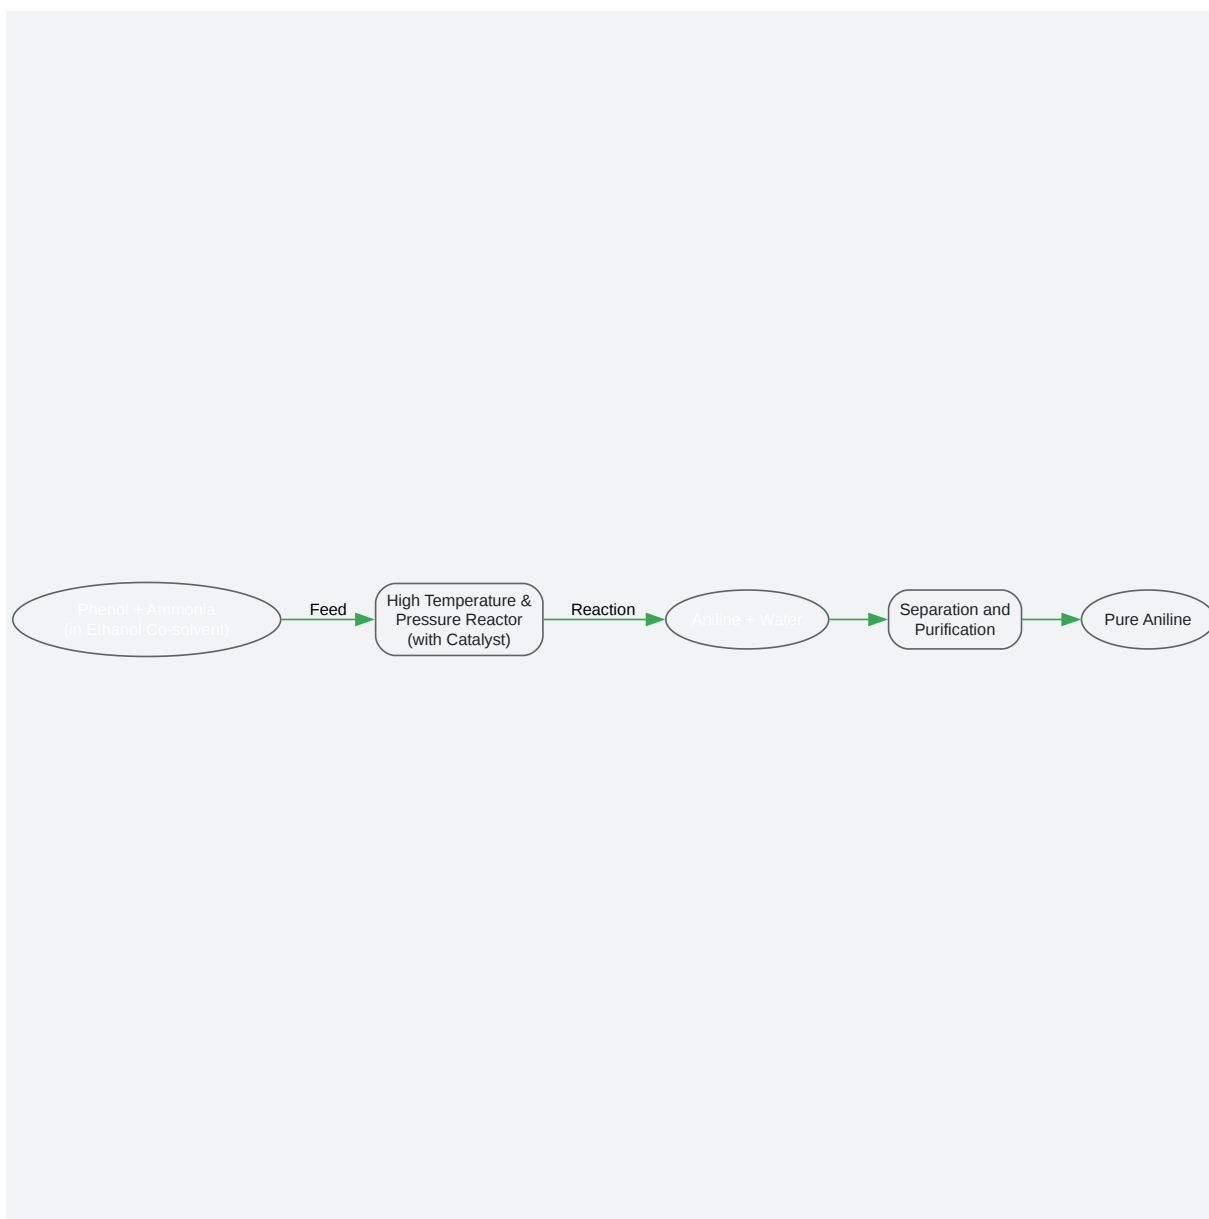 Phenol + Ammonia
(in Ethanol Co-solvent)
Feed
High Temperature &
Pressure Reactor
(with Catalyst)
Reaction
Aniline + Water
Separation and
Purification
Pure Aniline